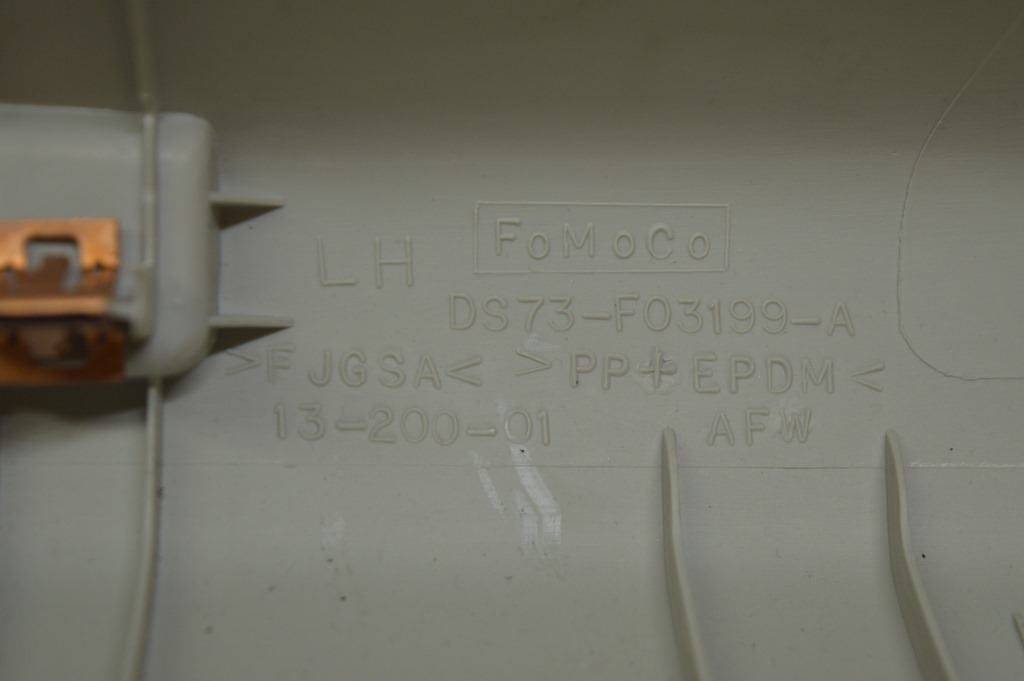 FoMoCo
LH
DS73-F03199-A
>FJGSA< >PP+EPDM<
13-200-01 AFW